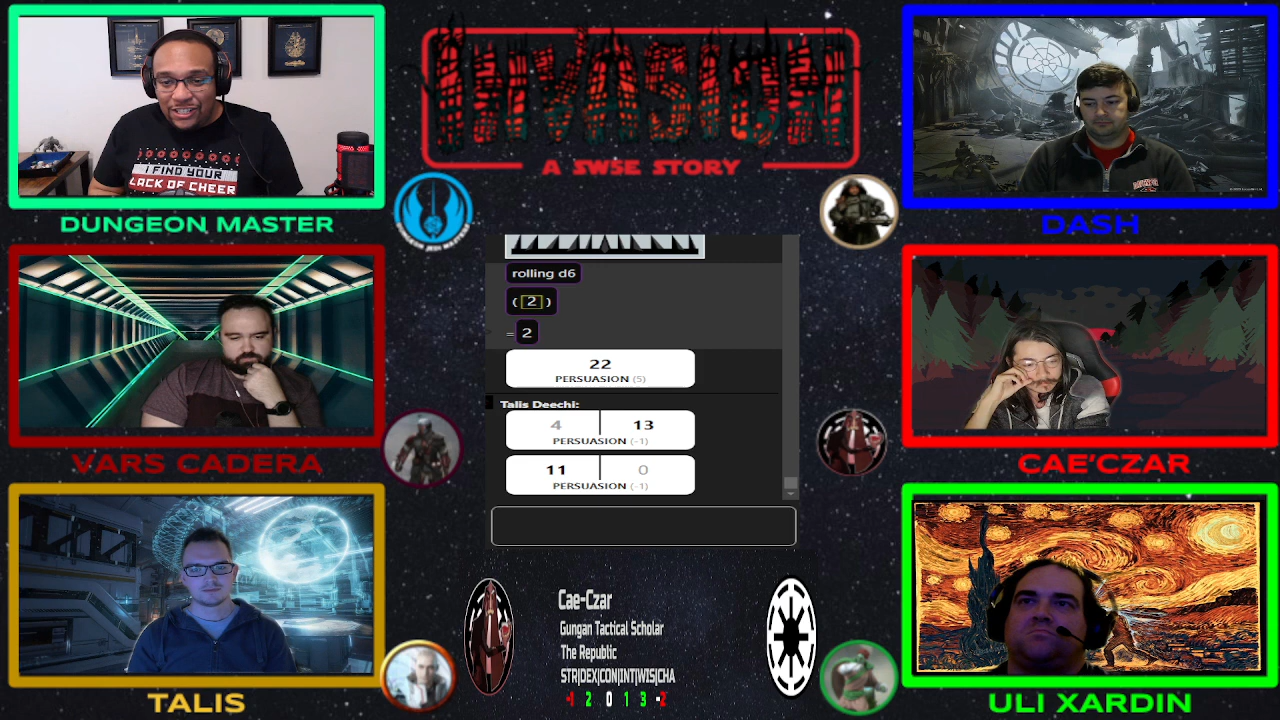 INVASION
A SWSE STORY
I FIND YOUR
LACK OF CHEER
DUNGEON MASTER
DASH
VARS CADERA
CAE'CZAR
TALIS
ULI XARDIN
rolling d6
([2])
=2
22
PERSUASION (5)
Talis Deechi:
4 13
PERSUASION (-1)
11 0
PERSUASION (-1)
Cae-Czar
Gungan Tactical Scholar
The Republic
STR|DEX|CON|INT|WIS|CHA
-1 2 0 1 3 -2